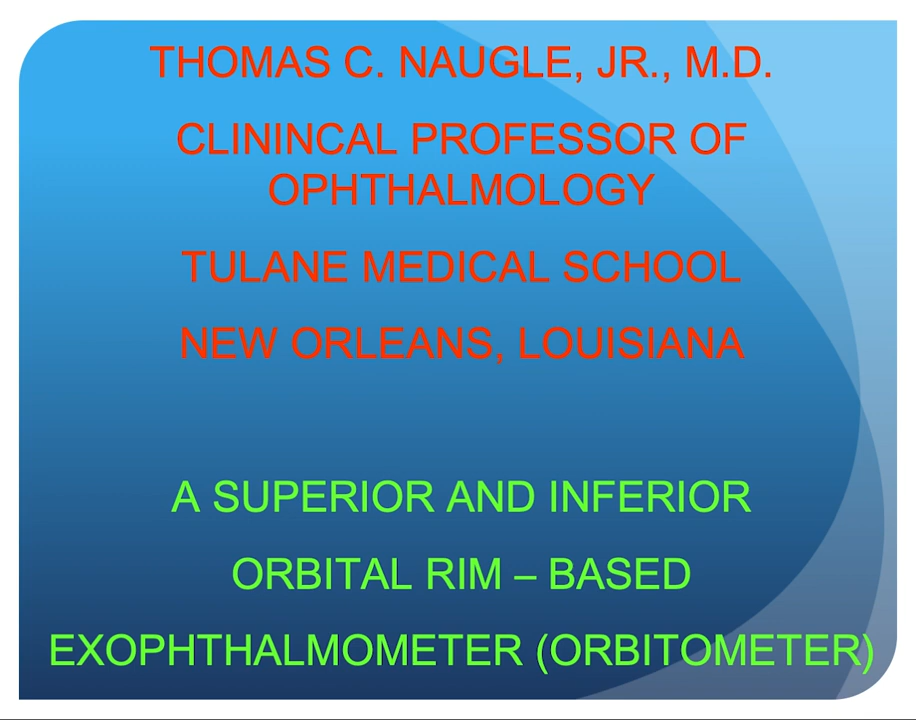 THOMAS C. NAUGLE, JR., M.D.
CLININCAL PROFESSOR OF
OPHTHALMOLOGY
TULANE MEDICAL SCHOOL
NEW ORLEANS, LOUISIANA
A SUPERIOR AND INFERIOR
ORBITAL RIM – BASED
EXOPHTHALMOMETER (ORBITOMETER)